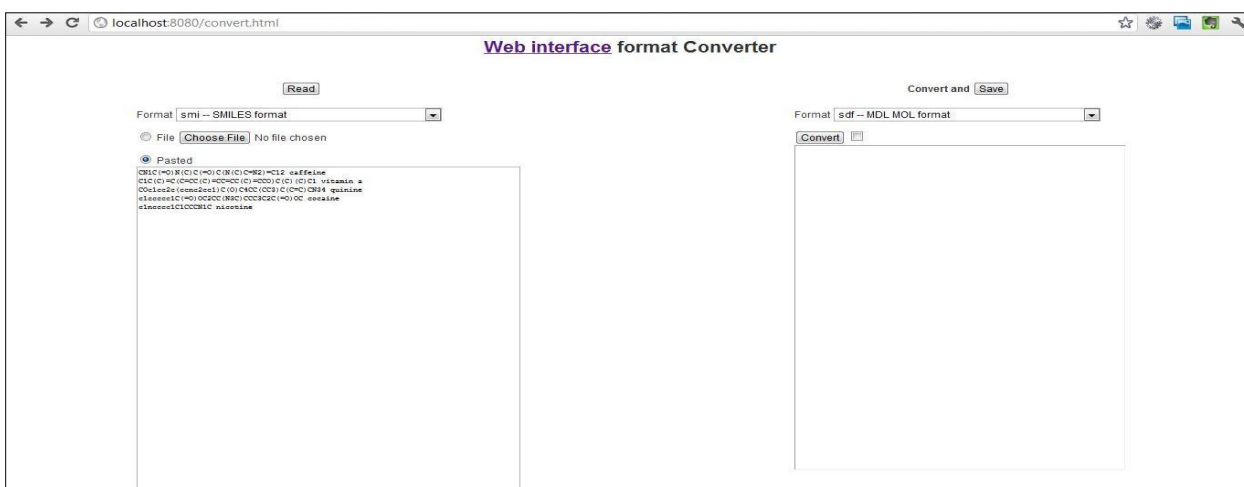 localhost:8080/convert.html
Web interface format Converter
Read
Format smi -- SMILES format
File Choose File No file chosen
Pasted
CN1C(=O)N(C)C(=O)C(N(C)C=N2)=C12 caffeine
C1C(C)=C(C=CC(C)=CC=CC(C)=CCO)C(C)(C)C1 vitamin a
COc1cc2c(ccnc2cc1)C(O)C4CC(CC3)C(C=C)CN34 quinine
c1ccccc1C(=O)OC2CC(N3C)CCC3C2C(=O)OC cocaine
c1ncccc1C1CCCN1C nicotine
Convert and Save
Format sdf -- MDL MOL format
Convert